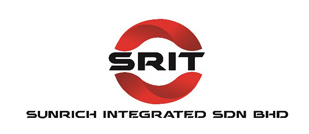 SRIT
SUNRICH INTEGRATED SDN BHD